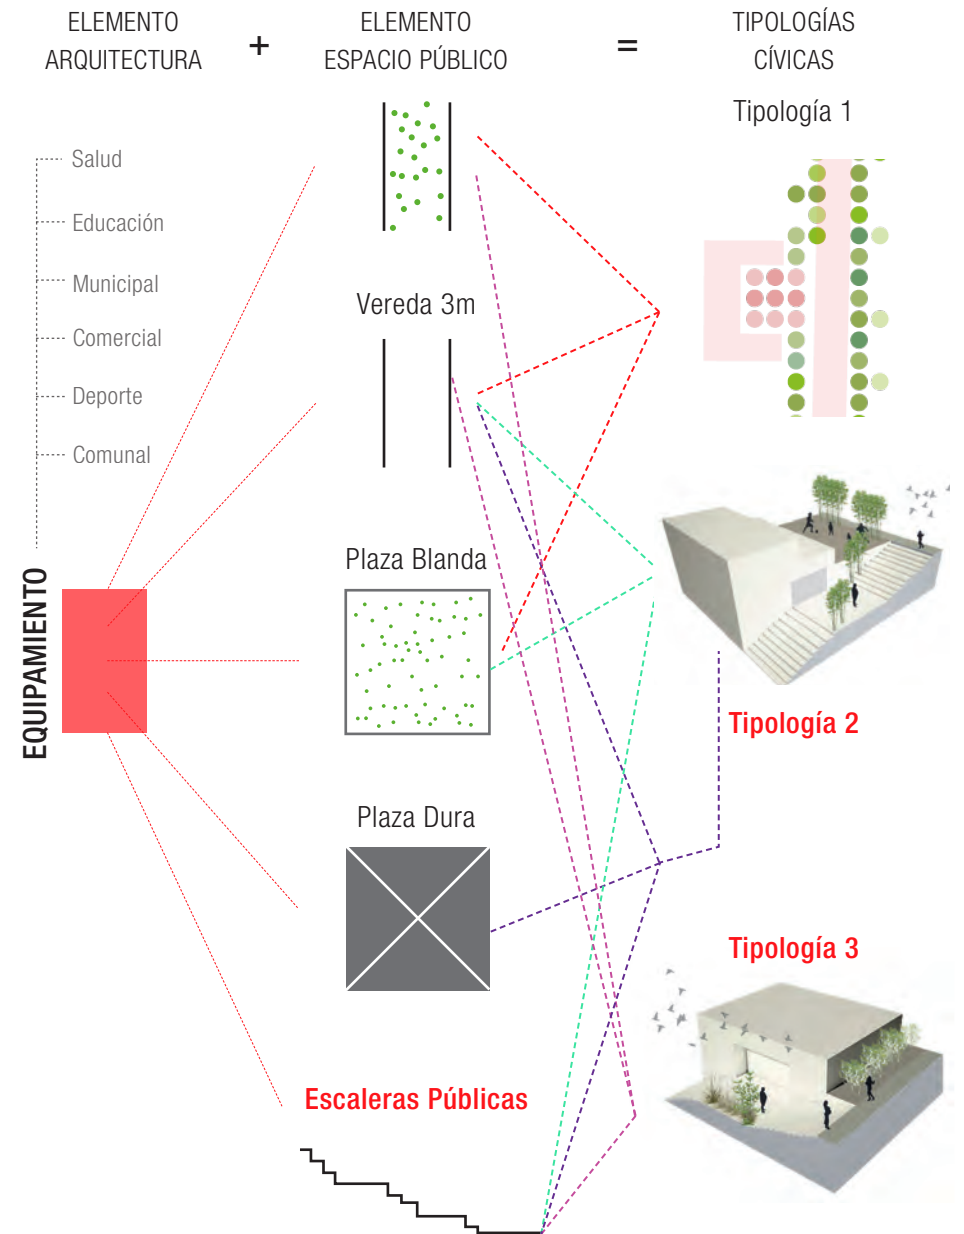 ELEMENTO
ARQUITECTURA
+
ELEMENTO
ESPACIO PÚBLICO
=
TIPOLOGÍAS
CÍVICAS
Tipología 1
Salud
Educación
Municipal
Comercial
Deporte
Comunal
EQUIPAMIENTO
Vereda 3m
Plaza Blanda
Plaza Dura
Escaleras Públicas
Tipología 2
Tipología 3